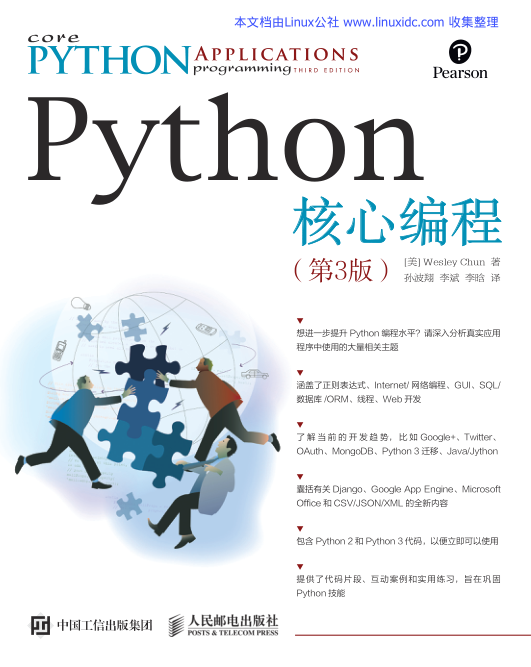 本文档由Linux公社 www.linuxidc.com 收集整理
core
PYTHON APPLICATIONS
programming THIRD EDITION
Pearson
Python
核心编程
（第3版）
[美] Wesley Chun 著
孙波翔 李斌 李晗 译
想进一步提升 Python 编程水平？请深入分析真实应用
程序中使用的大量相关主题
涵盖了正则表达式、Internet/ 网络编程、GUI、SQL/
数据库 /ORM、线程、Web 开发
了解当前的开发趋势，比如 Google+、Twitter、
OAuth、MongoDB、Python 3 迁移、Java/Jython
囊括有关 Django、Google App Engine、Microsoft
Office 和 CSV/JSON/XML 的全新内容
包含 Python 2 和 Python 3 代码，以便立即可以使用
提供了代码片段、互动案例和实用练习，旨在巩固
Python 技能
中国工信出版集团
人民邮电出版社
POSTS & TELECOM PRESS